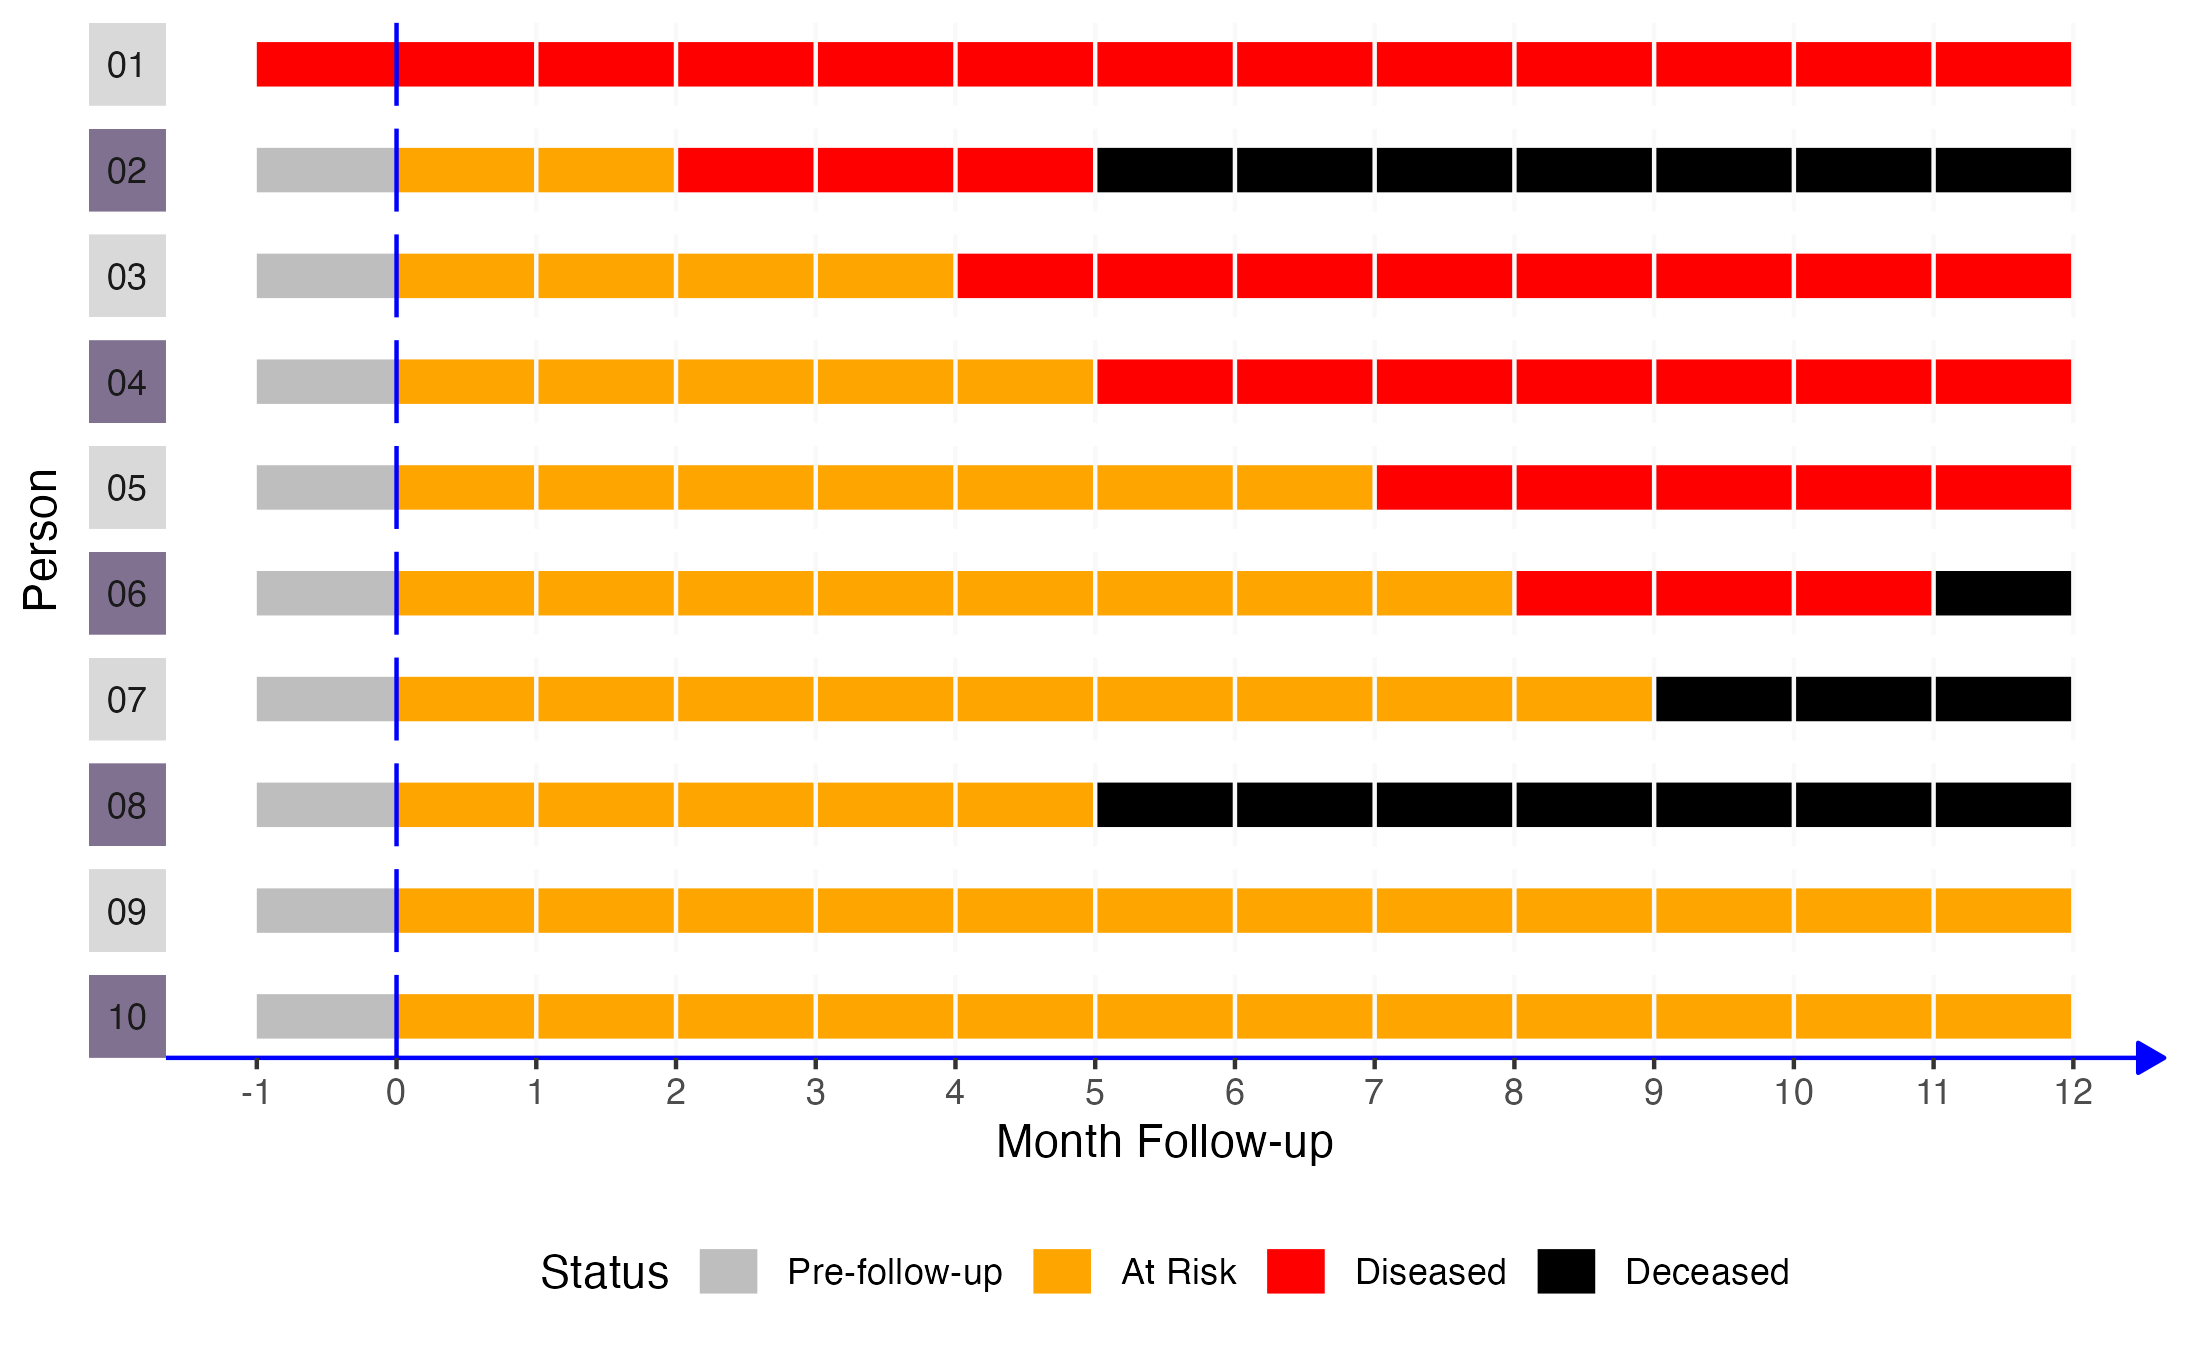 01
02
03
04
05
06
07
08
09
10
Person
-1 0 1 2 3 4 5 6 7 8 9 10 11 12
Month Follow-up
Status Pre-follow-up At Risk Diseased Deceased